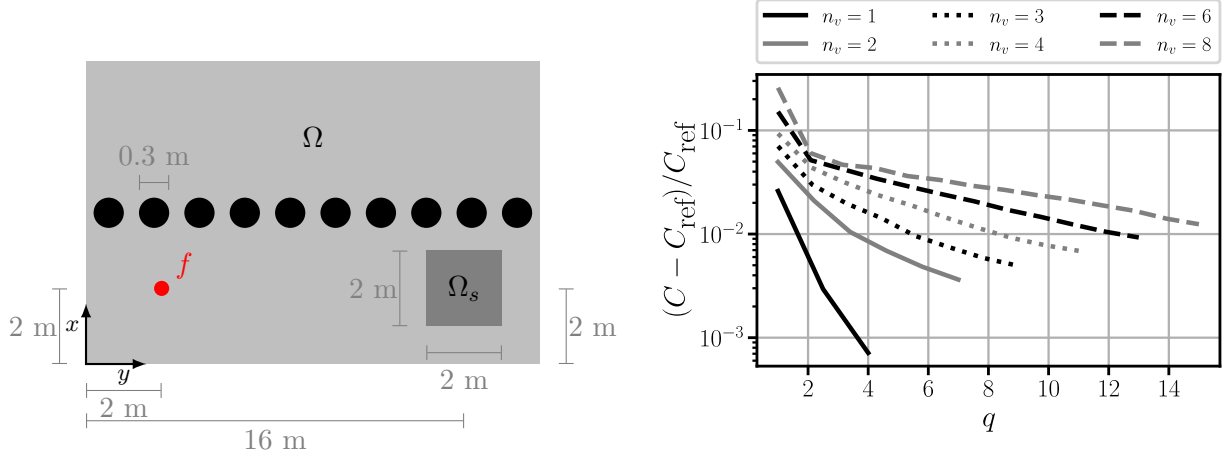 Ω
0.3 m
f
2 m
Ω_s
2 m
x
2 m
y
2 m
2 m
16 m
n_v = 1
n_v = 3
n_v = 6
n_v = 2
n_v = 4
n_v = 8
(C − C_ref)/C_ref
10^{-1}
10^{-2}
10^{-3}
2 4 6 8 10 12 14
q